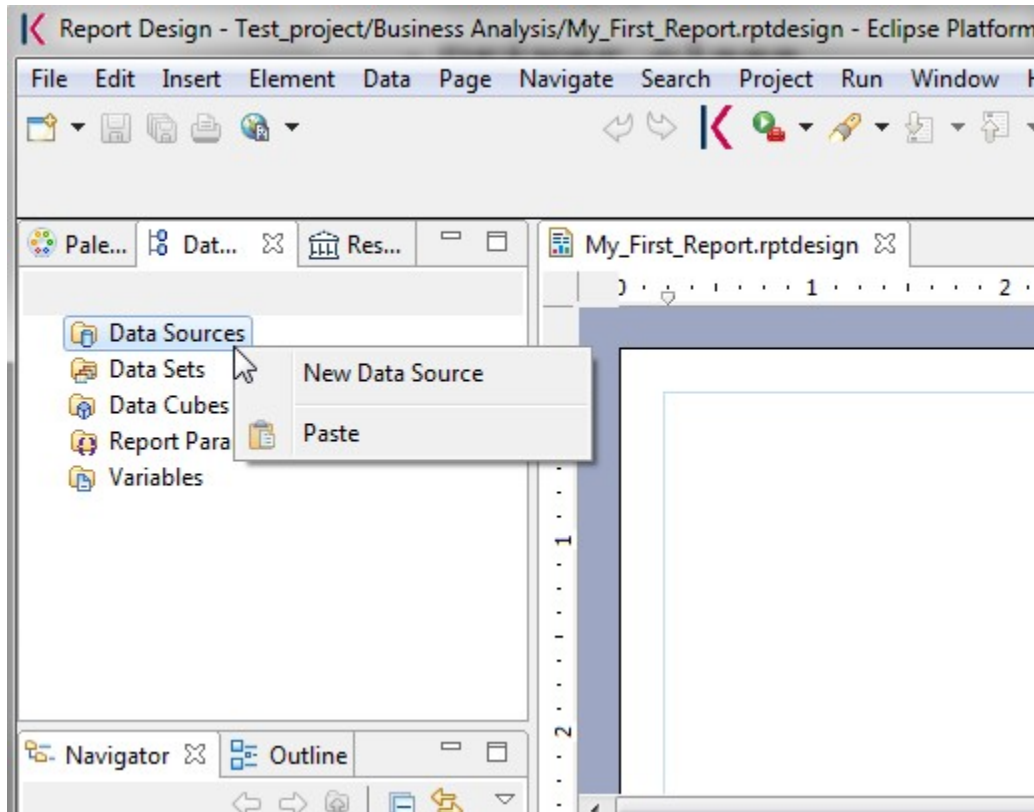 Report Design - Test_project/Business Analysis/My_First_Report.rptdesign - Eclipse Platform
File Edit Insert Element Data Page Navigate Search Project Run Window H
Pale... Dat... Res... My_First_Report.rptdesign
0 1 2
Data Sources
New Data Source
Data Sets
Data Cubes
Paste
Report Para
Variables
1
2
Navigator Outline